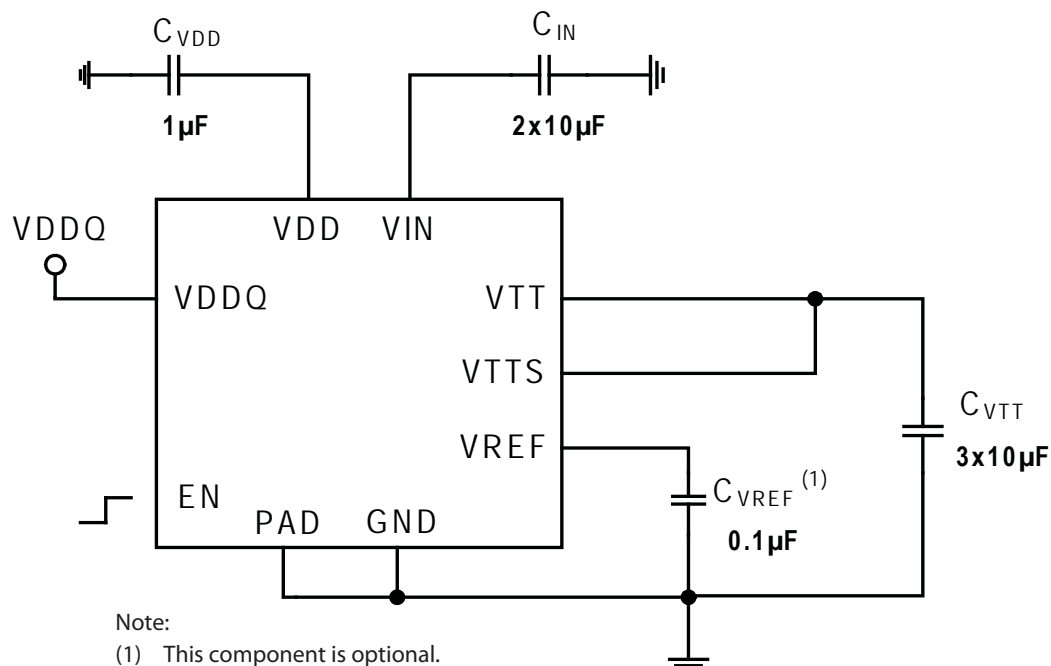 CVDD
1µF
CIN
2x10µF
VDDQ
VDD
VIN
VDDQ
VTT
VTTS
VREF
EN
PAD
GND
CVTT
3x10µF
CVREF (1)
0.1µF
Note:
(1) This component is optional.